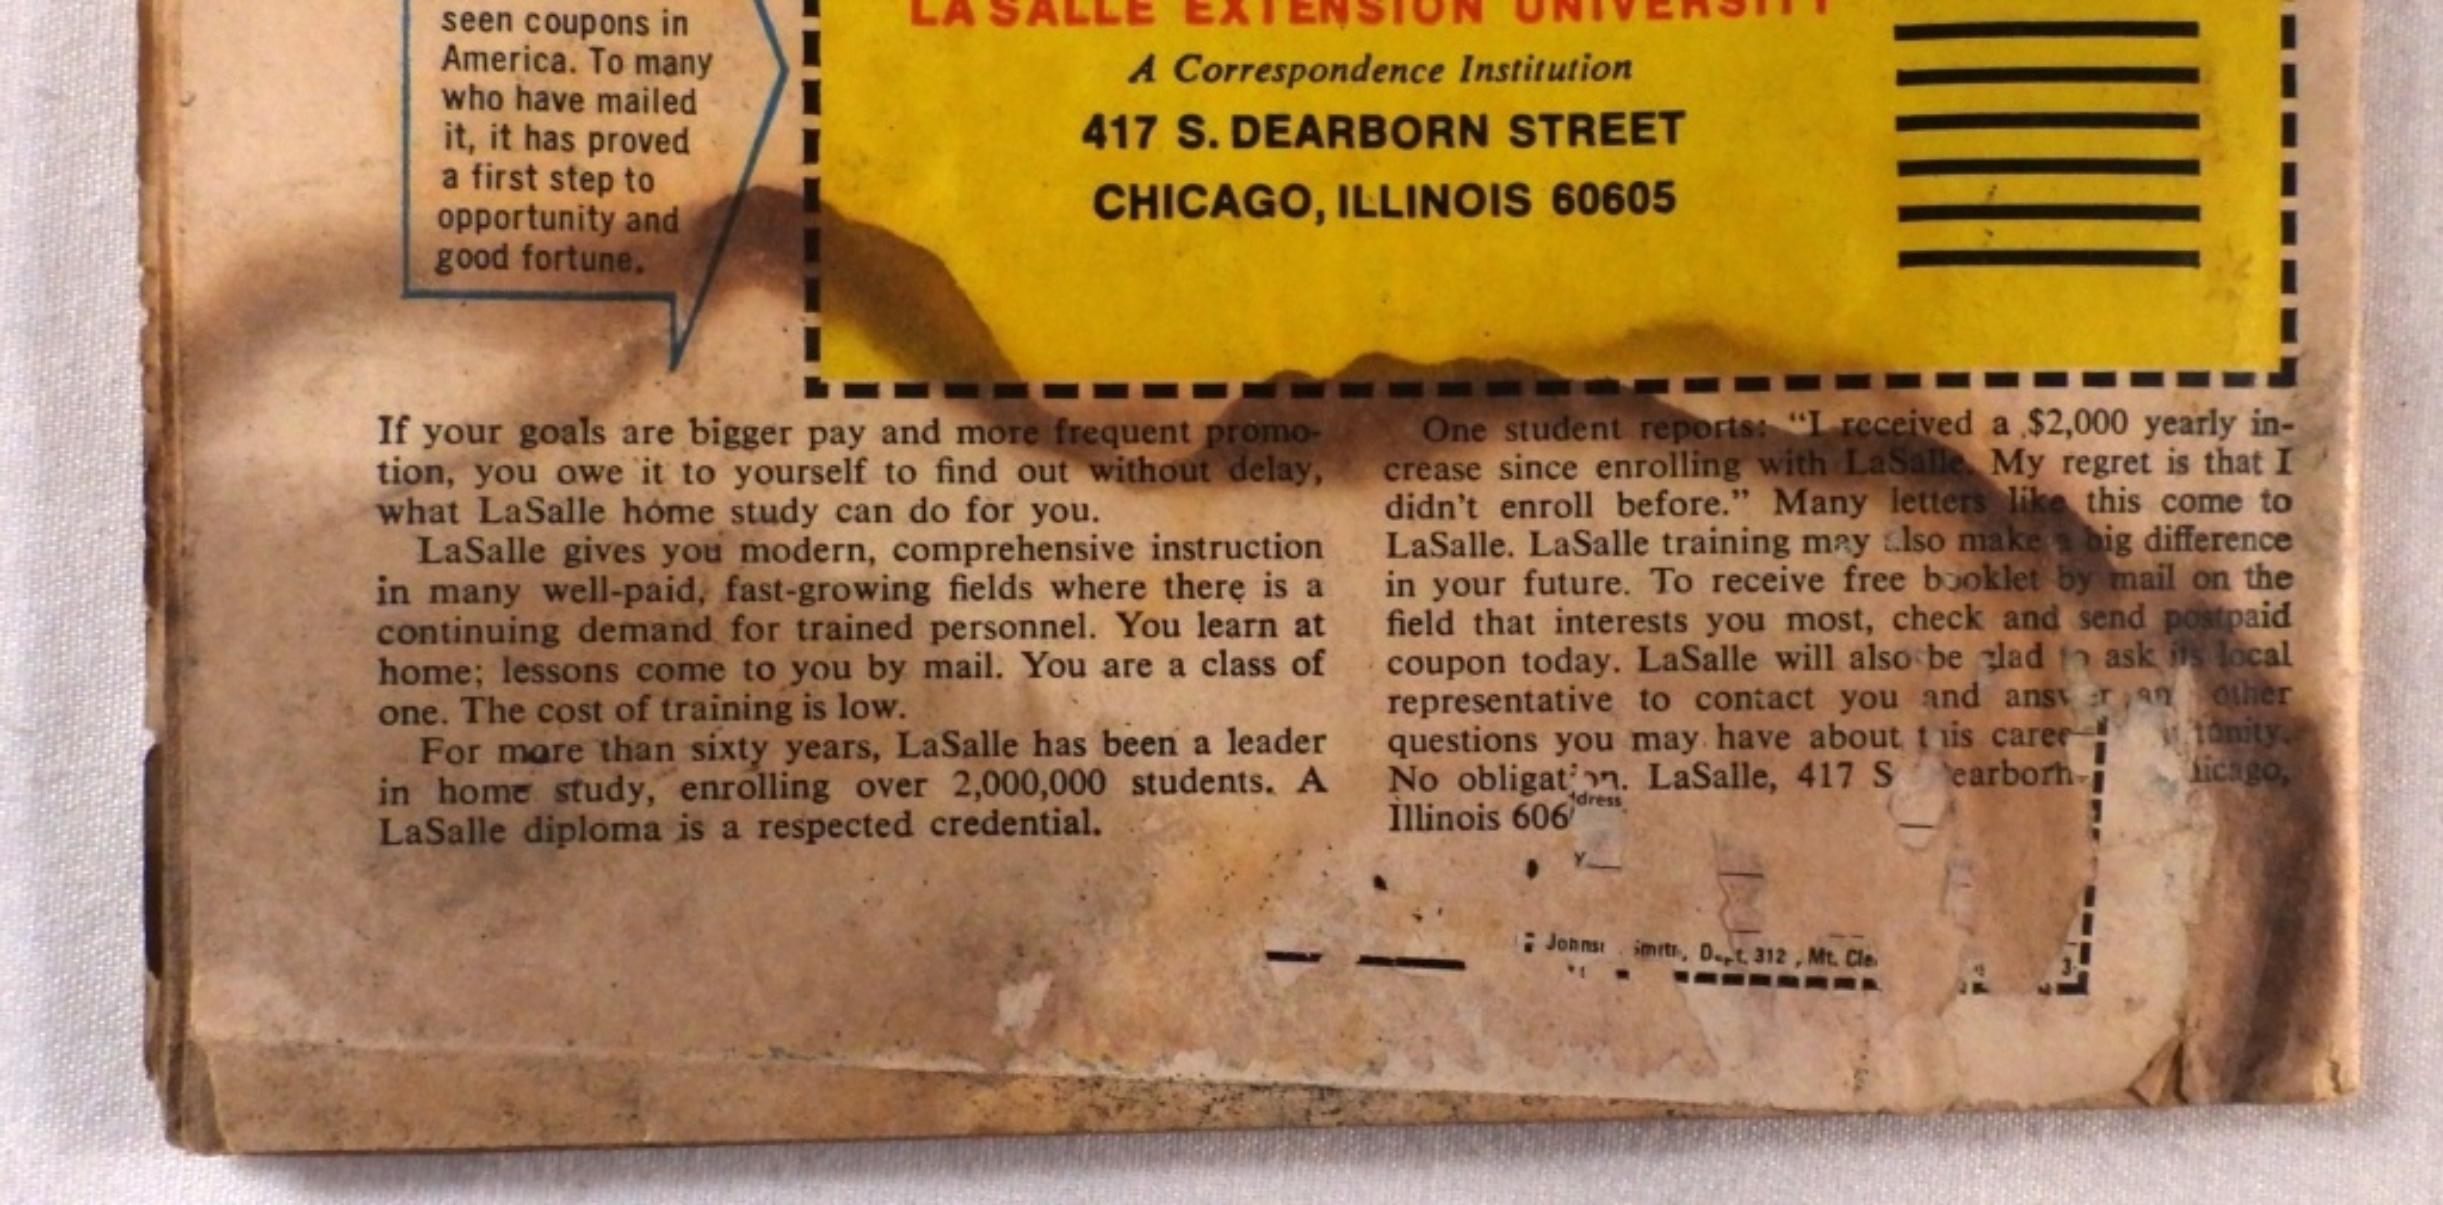 seen coupons in
America. To many
who have mailed
it, it has proved
a first step to
opportunity and
good fortune.
LA SALLE EXTENSION UNIVERSITY
A Correspondence Institution
417 S. DEARBORN STREET
CHICAGO, ILLINOIS 60605
If your goals are bigger pay and more frequent promo-
tion, you owe it to yourself to find out without delay,
what LaSalle home study can do for you.
LaSalle gives you modern, comprehensive instruction
in many well-paid, fast-growing fields where there is a
continuing demand for trained personnel. You learn at
home; lessons come to you by mail. You are a class of
one. The cost of training is low.
For more than sixty years, LaSalle has been a leader
in home study, enrolling over 2,000,000 students. A
LaSalle diploma is a respected credential.
One student reports: “I received a $2,000 yearly in-
crease since enrolling with LaSalle. My regret is that I
didn't enroll before.” Many letters like this come to
LaSalle. LaSalle training may also make a big difference
in your future. To receive free booklet by mail on the
field that interests you most, check and send postpaid
coupon today. LaSalle will also be glad to ask its local
representative to contact you and other
questions you may have about this
No obligation. LaSalle, 417 S
Illinois 606
Dept. 312, Mt.